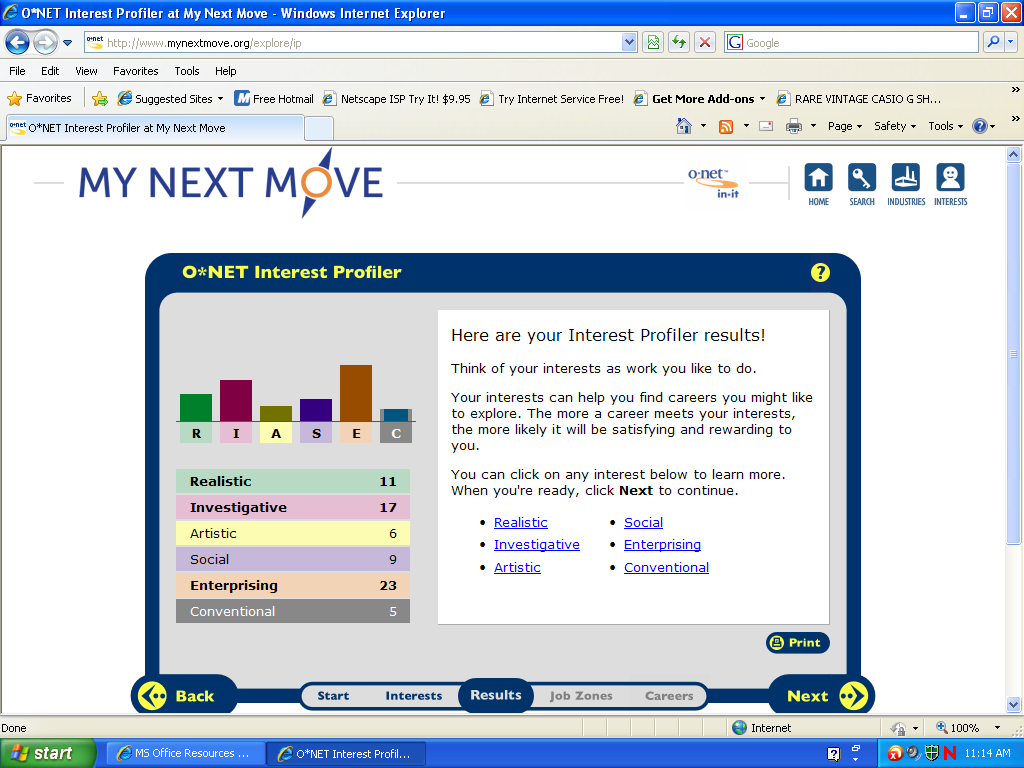 O*NET Interest Profiler at My Next Move - Windows Internet Explorer
o·net http://www.mynextmove.org/explore/ip Google
File Edit View Favorites Tools Help
Favorites Suggested Sites Free Hotmail Netscape ISP Try It! $9.95 Try Internet Service Free! Get More Add-ons RARE VINTAGE CASIO G SH...
O*NET Interest Profiler at My Next Move Page Safety Tools
MY NEXT MOVE
o·net™ in-it
HOME SEARCH INDUSTRIES INTERESTS
O*NET Interest Profiler ?
R I A S E C
Realistic 11
Investigative 17
Artistic 6
Social 9
Enterprising 23
Conventional 5
Here are your Interest Profiler results!
Think of your interests as work you like to do.
Your interests can help you find careers you might like
to explore. The more a career meets your interests,
the more likely it will be satisfying and rewarding to
you.
You can click on any interest below to learn more.
When you're ready, click Next to continue.
• Realistic • Social
• Investigative • Enterprising
• Artistic • Conventional
Print
Back Start Interests Results Job Zones Careers Next
Done Internet 100%
start MS Office Resources ... O*NET Interest Profil... 11:14 AM